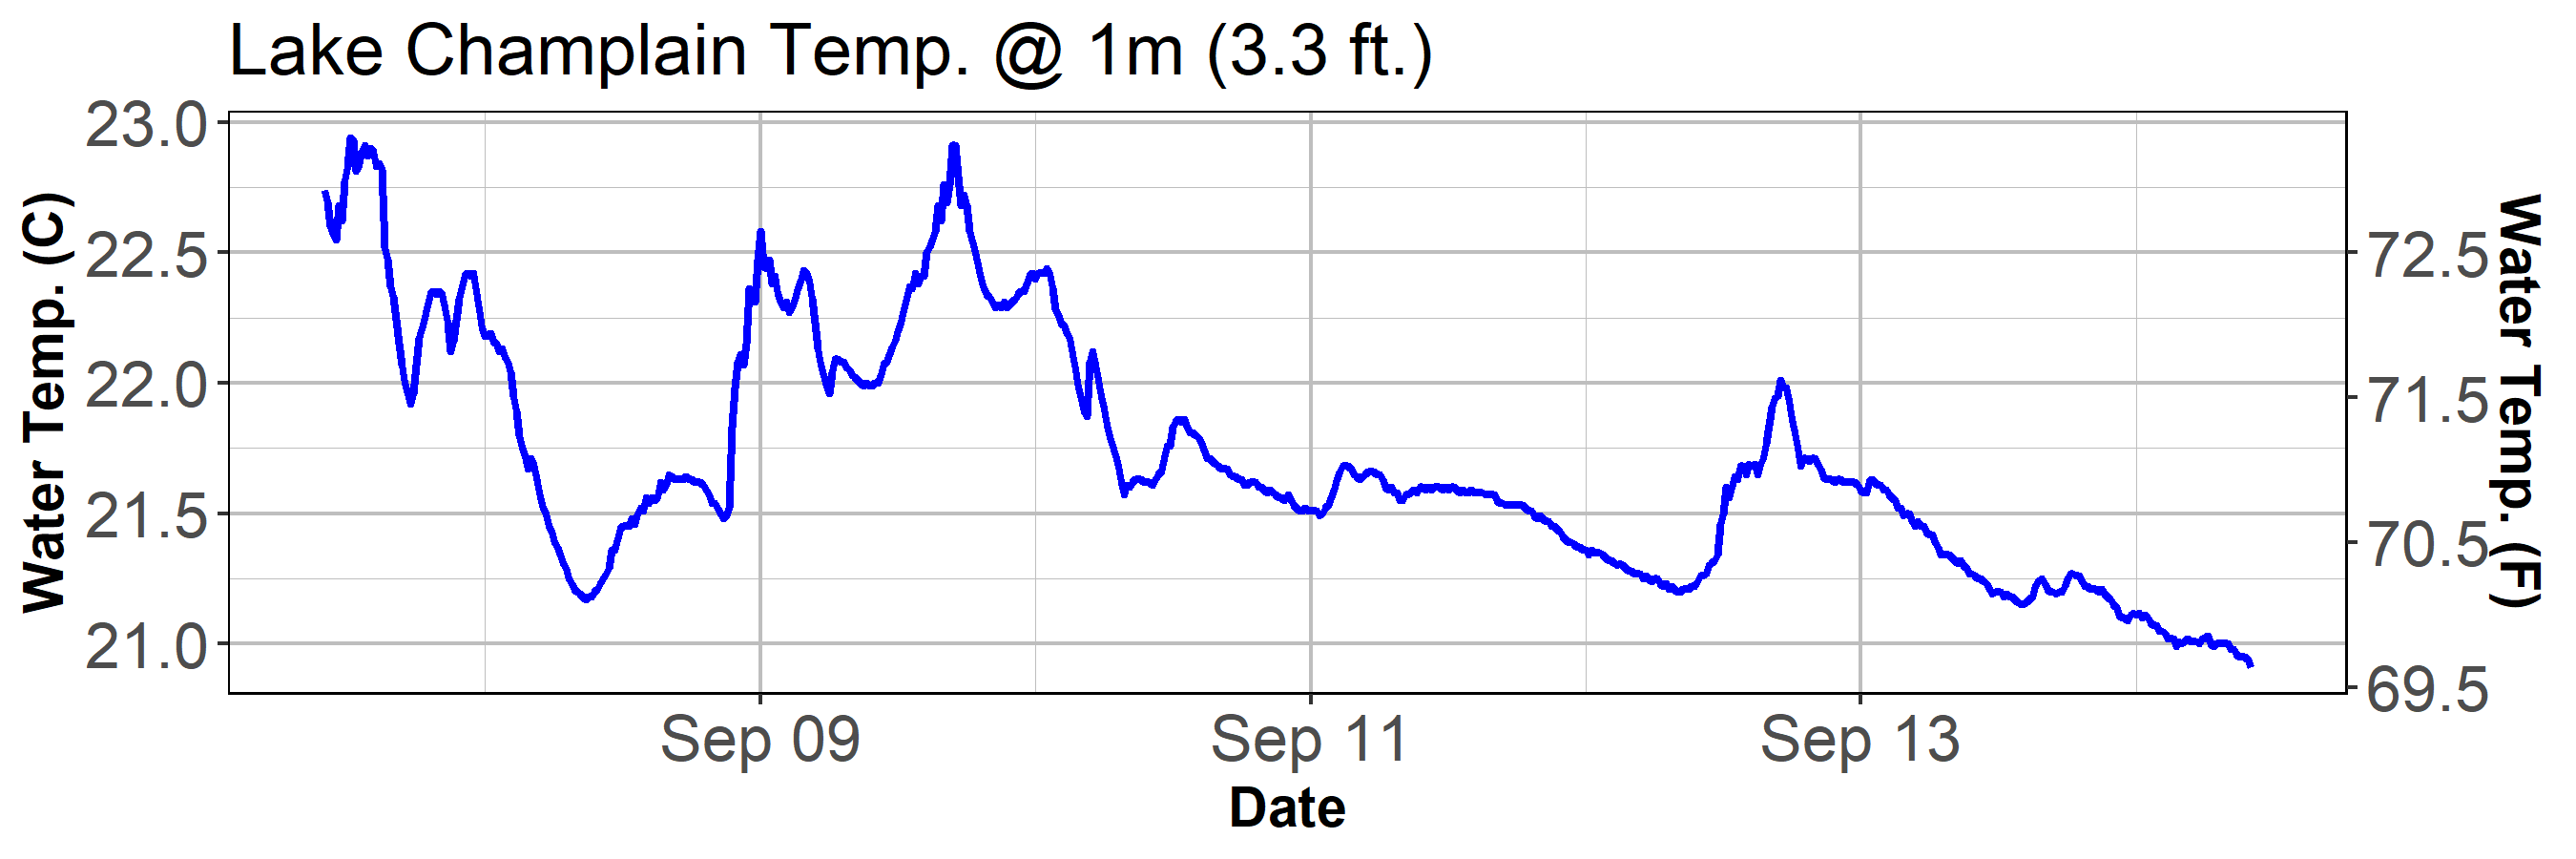 Lake Champlain Temp. @ 1m (3.3 ft.)
Water Temp. (C)
23.0
22.5
22.0
21.5
21.0
72.5
71.5
70.5
69.5
Water Temp. (F)
Sep 09
Sep 11
Sep 13
Date